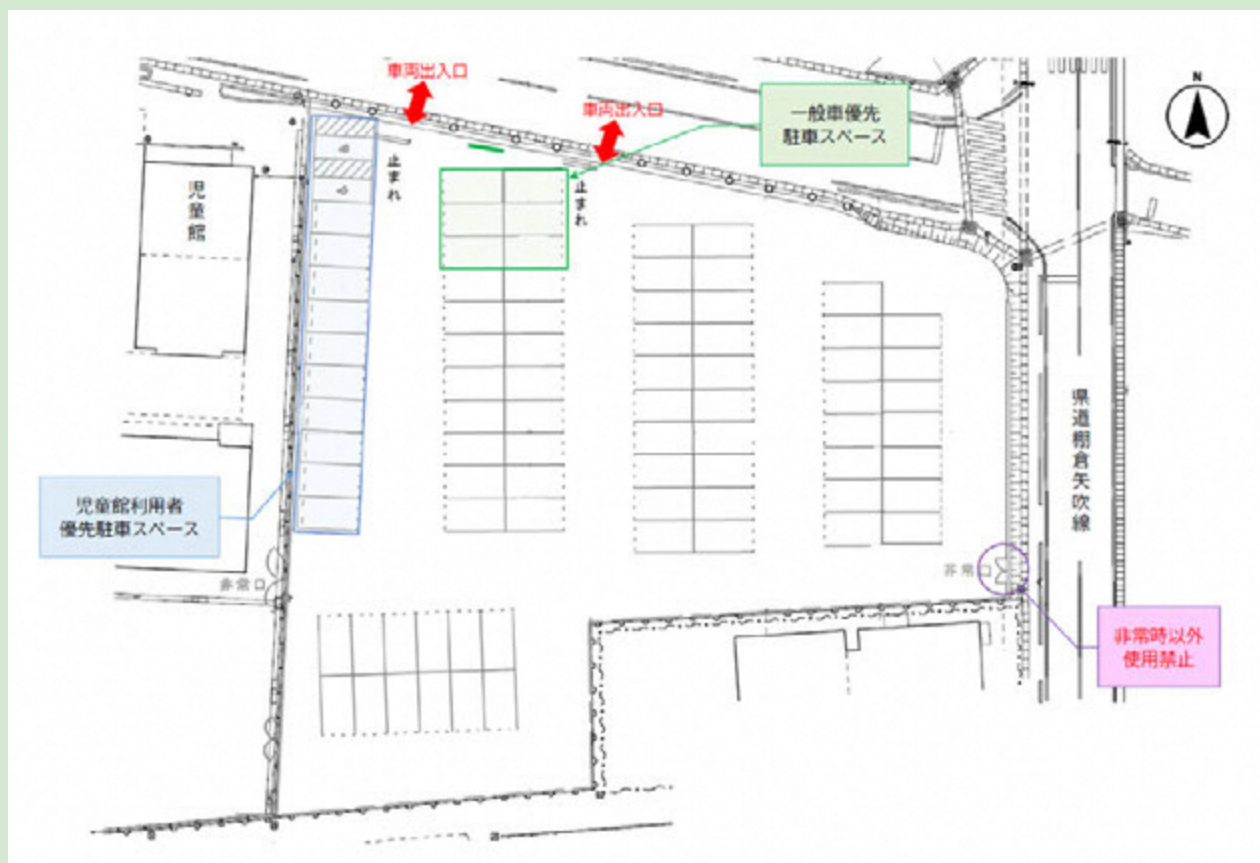 車両出入口
車両出入口
N
一般車優先
駐車スペース
止まれ
止まれ
児童館
県道棚倉矢吹線
児童館利用者
優先駐車スペース
非常口
非常口
非常時以外
使用禁止